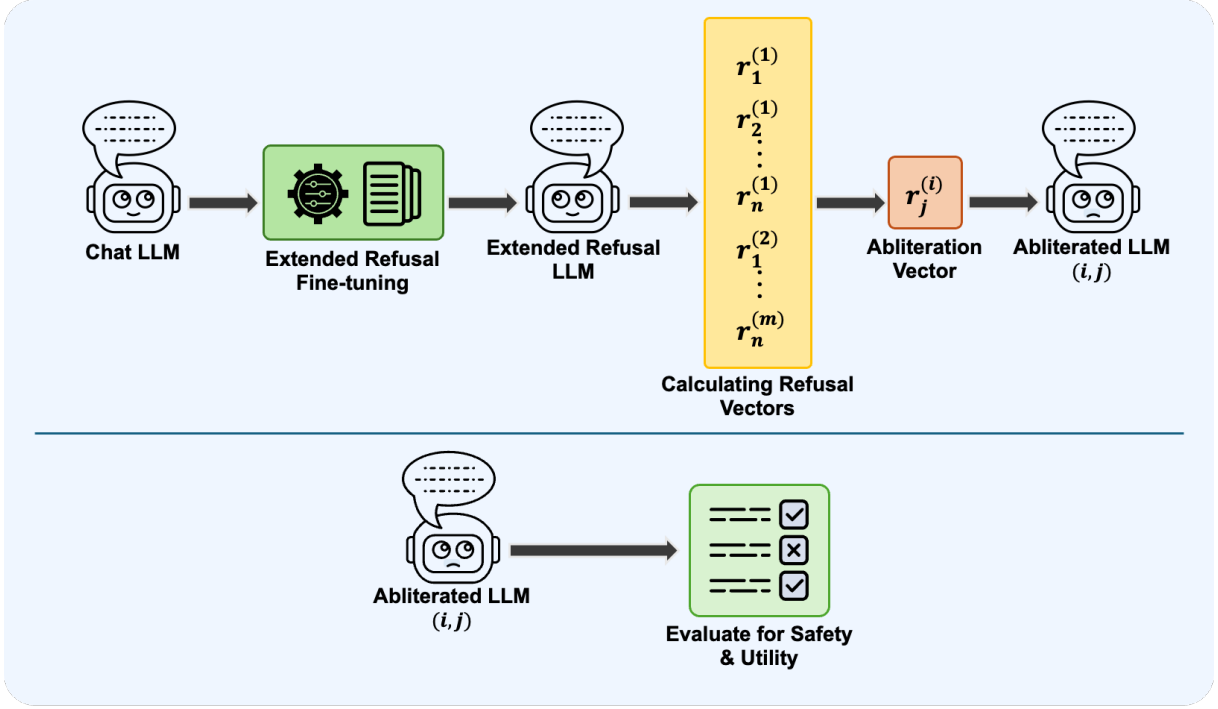 r_1^{(1)}
r_2^{(1)}
⋮
r_n^{(1)}
r_1^{(2)}
⋮
r_n^{(m)}
r_j^{(i)}
Chat LLM
Extended Refusal
Fine-tuning
Extended Refusal
LLM
Calculating Refusal
Vectors
Abliteration
Vector
Abliterated LLM
(i, j)
Abliterated LLM
(i, j)
Evaluate for Safety
& Utility